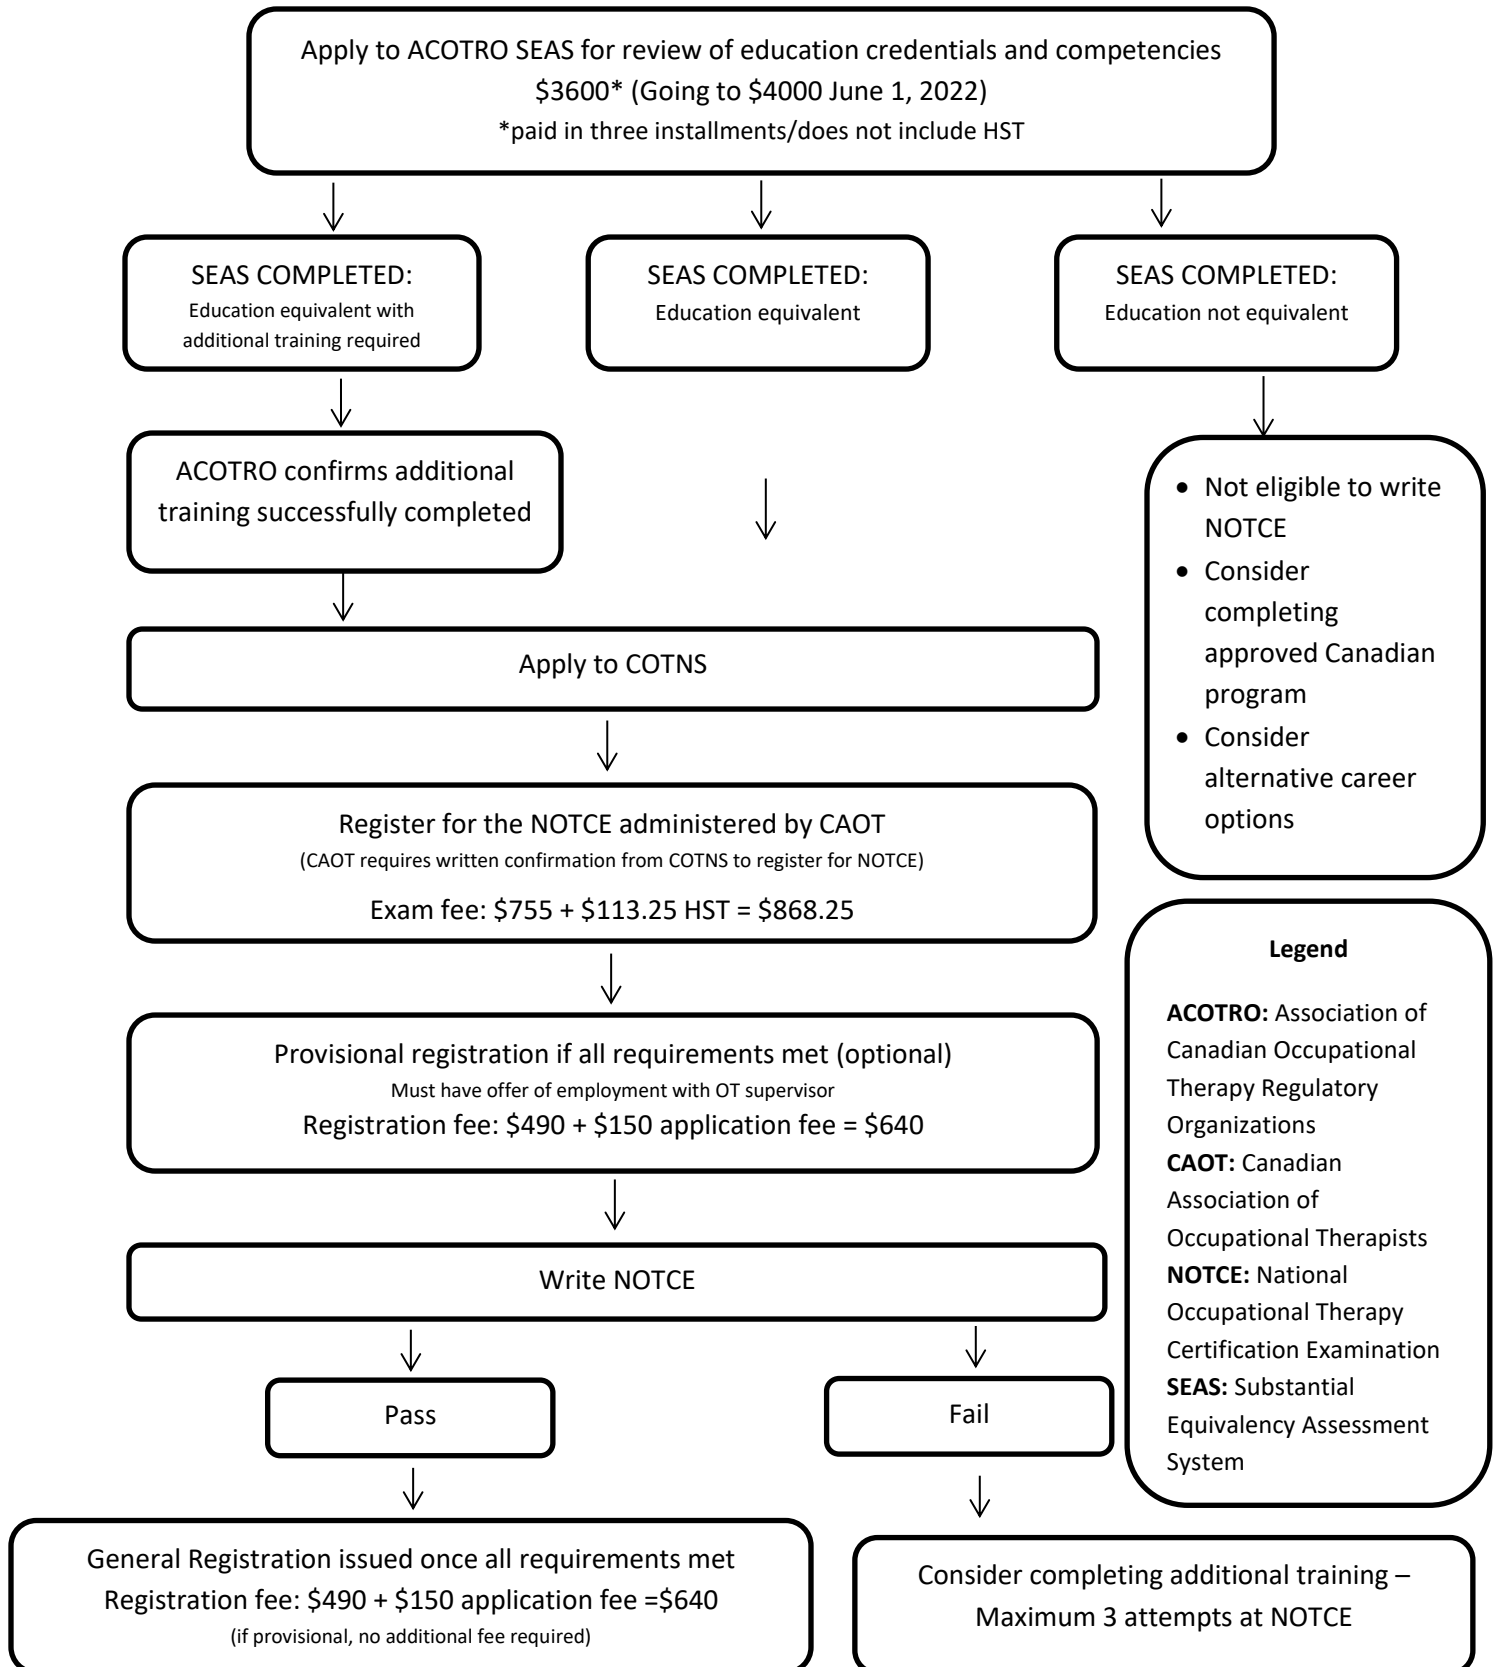 Apply to ACOTRO SEAS for review of education credentials and competencies
$3600* (Going to $4000 June 1, 2022)
*paid in three installments/does not include HST
SEAS COMPLETED:
Education equivalent with
additional training required
SEAS COMPLETED:
Education equivalent
SEAS COMPLETED:
Education not equivalent
ACOTRO confirms additional
training successfully completed
• Not eligible to write
NOTCE
• Consider
completing
approved Canadian
program
• Consider
alternative career
options
Apply to COTNS
Register for the NOTCE administered by CAOT
(CAOT requires written confirmation from COTNS to register for NOTCE)
Exam fee: $755 + $113.25 HST = $868.25
Provisional registration if all requirements met (optional)
Must have offer of employment with OT supervisor
Registration fee: $490 + $150 application fee = $640
Write NOTCE
Pass
Fail
General Registration issued once all requirements met
Registration fee: $490 + $150 application fee =$640
(if provisional, no additional fee required)
Consider completing additional training –
Maximum 3 attempts at NOTCE
Legend
ACOTRO: Association of
Canadian Occupational
Therapy Regulatory
Organizations
CAOT: Canadian
Association of
Occupational Therapists
NOTCE: National
Occupational Therapy
Certification Examination
SEAS: Substantial
Equivalency Assessment
System